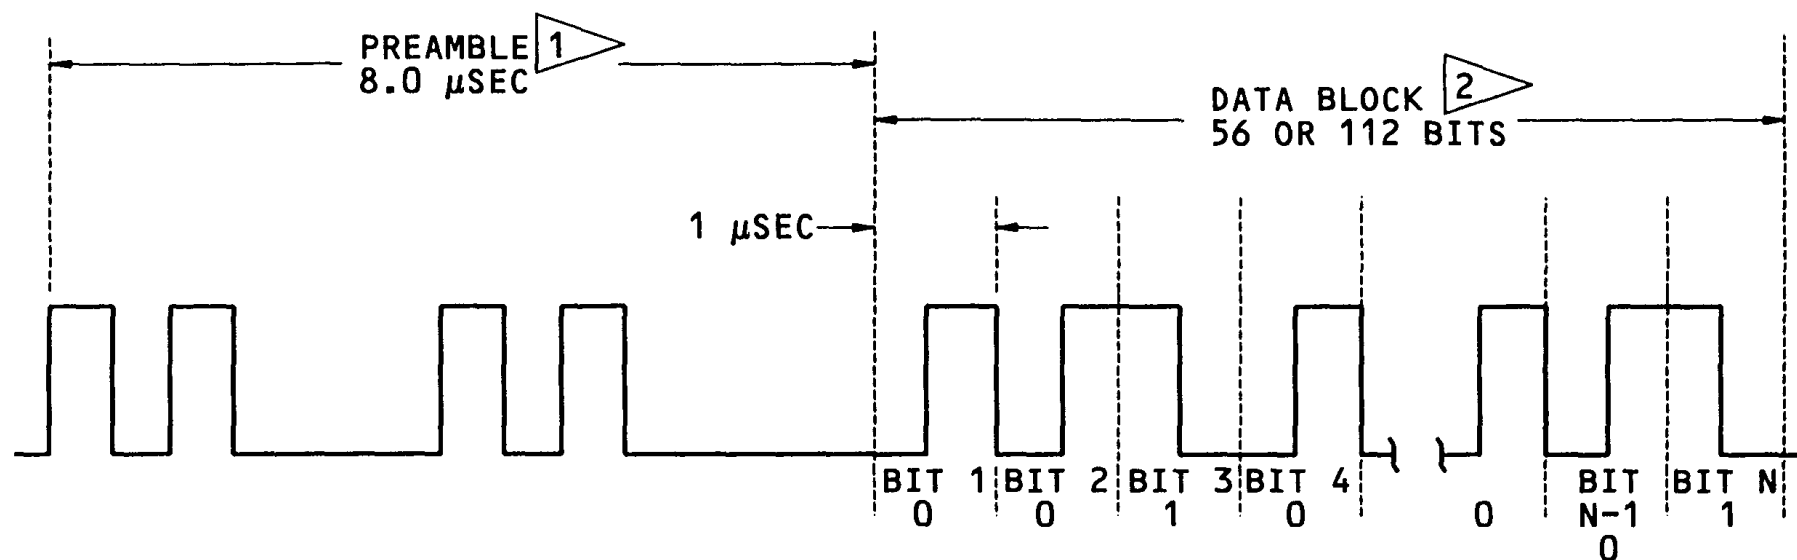 PREAMBLE 1
8.0 µSEC
DATA BLOCK 2
56 OR 112 BITS
1 µSEC
BIT 1 BIT 2 BIT 3 BIT 4 BIT BIT N
0 0 1 0 0 N-1 1
0